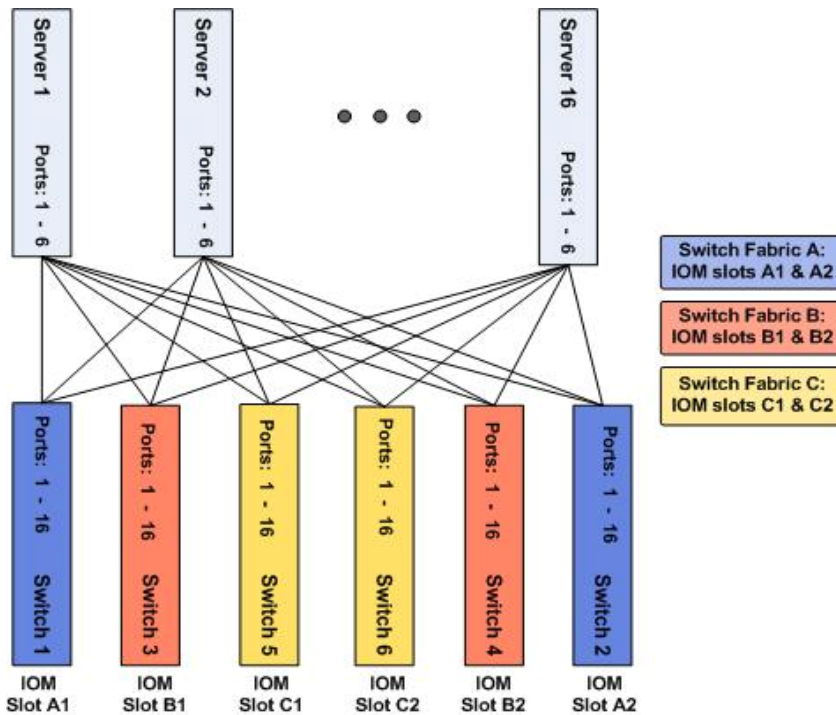 Server 1 Ports: 1 - 6
Server 2 Ports: 1 - 6
Server 16 Ports: 1 - 6
Switch Fabric A:
IOM slots A1 & A2
Switch Fabric B:
IOM slots B1 & B2
Switch Fabric C:
IOM slots C1 & C2
Ports: 1 - 16 Switch 1
Ports: 1 - 16 Switch 3
Ports: 1 - 16 Switch 5
Ports: 1 - 16 Switch 6
Ports: 1 - 16 Switch 4
Ports: 1 - 16 Switch 2
IOM
Slot A1
IOM
Slot B1
IOM
Slot C1
IOM
Slot C2
IOM
Slot B2
IOM
Slot A2